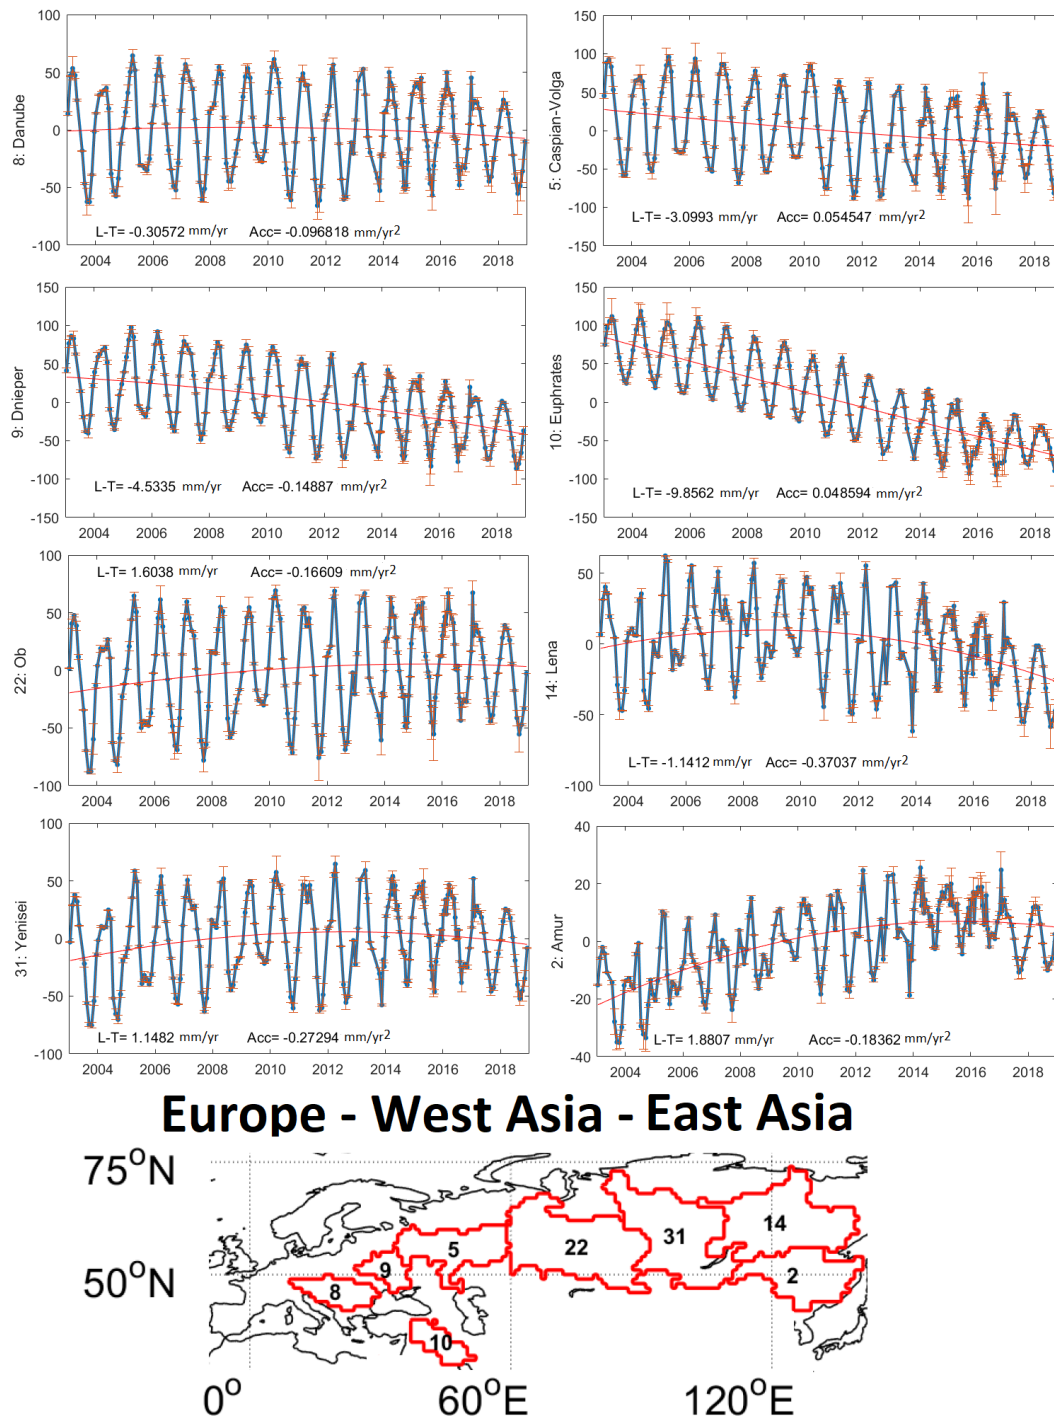 100
50
0
-50
-100
8: Danube
L-T= -0.30572 mm/yr Acc= -0.096818 mm/yr2
2004 2006 2008 2010 2012 2014 2016 2018
150
100
50
0
-50
-100
-150
5: Caspian-Volga
L-T= -3.0993 mm/yr Acc= 0.054547 mm/yr2
2004 2006 2008 2010 2012 2014 2016 2018
150
100
50
0
-50
-100
-150
9: Dnieper
L-T= -4.5335 mm/yr Acc= -0.14887 mm/yr2
2004 2006 2008 2010 2012 2014 2016 2018
150
100
50
0
-50
-100
-150
10: Euphrates
L-T= -9.8562 mm/yr Acc= 0.048594 mm/yr2
2004 2006 2008 2010 2012 2014 2016 2018
100
50
0
-50
-100
22: Ob
L-T= 1.6038 mm/yr Acc= -0.16609 mm/yr2
2004 2006 2008 2010 2012 2014 2016 2018
50
0
-50
-100
14: Lena
L-T= -1.1412 mm/yr Acc= -0.37037 mm/yr2
2004 2006 2008 2010 2012 2014 2016 2018
100
50
0
-50
-100
31: Yenisei
L-T= 1.1482 mm/yr Acc= -0.27294 mm/yr2
2004 2006 2008 2010 2012 2014 2016 2018
40
20
0
-20
-40
2: Amur
L-T= 1.8807 mm/yr Acc= -0.18362 mm/yr2
2004 2006 2008 2010 2012 2014 2016 2018
Europe - West Asia - East Asia
75°N
50°N
5
22
31
14
9
8
2
10
0° 60°E 120°E